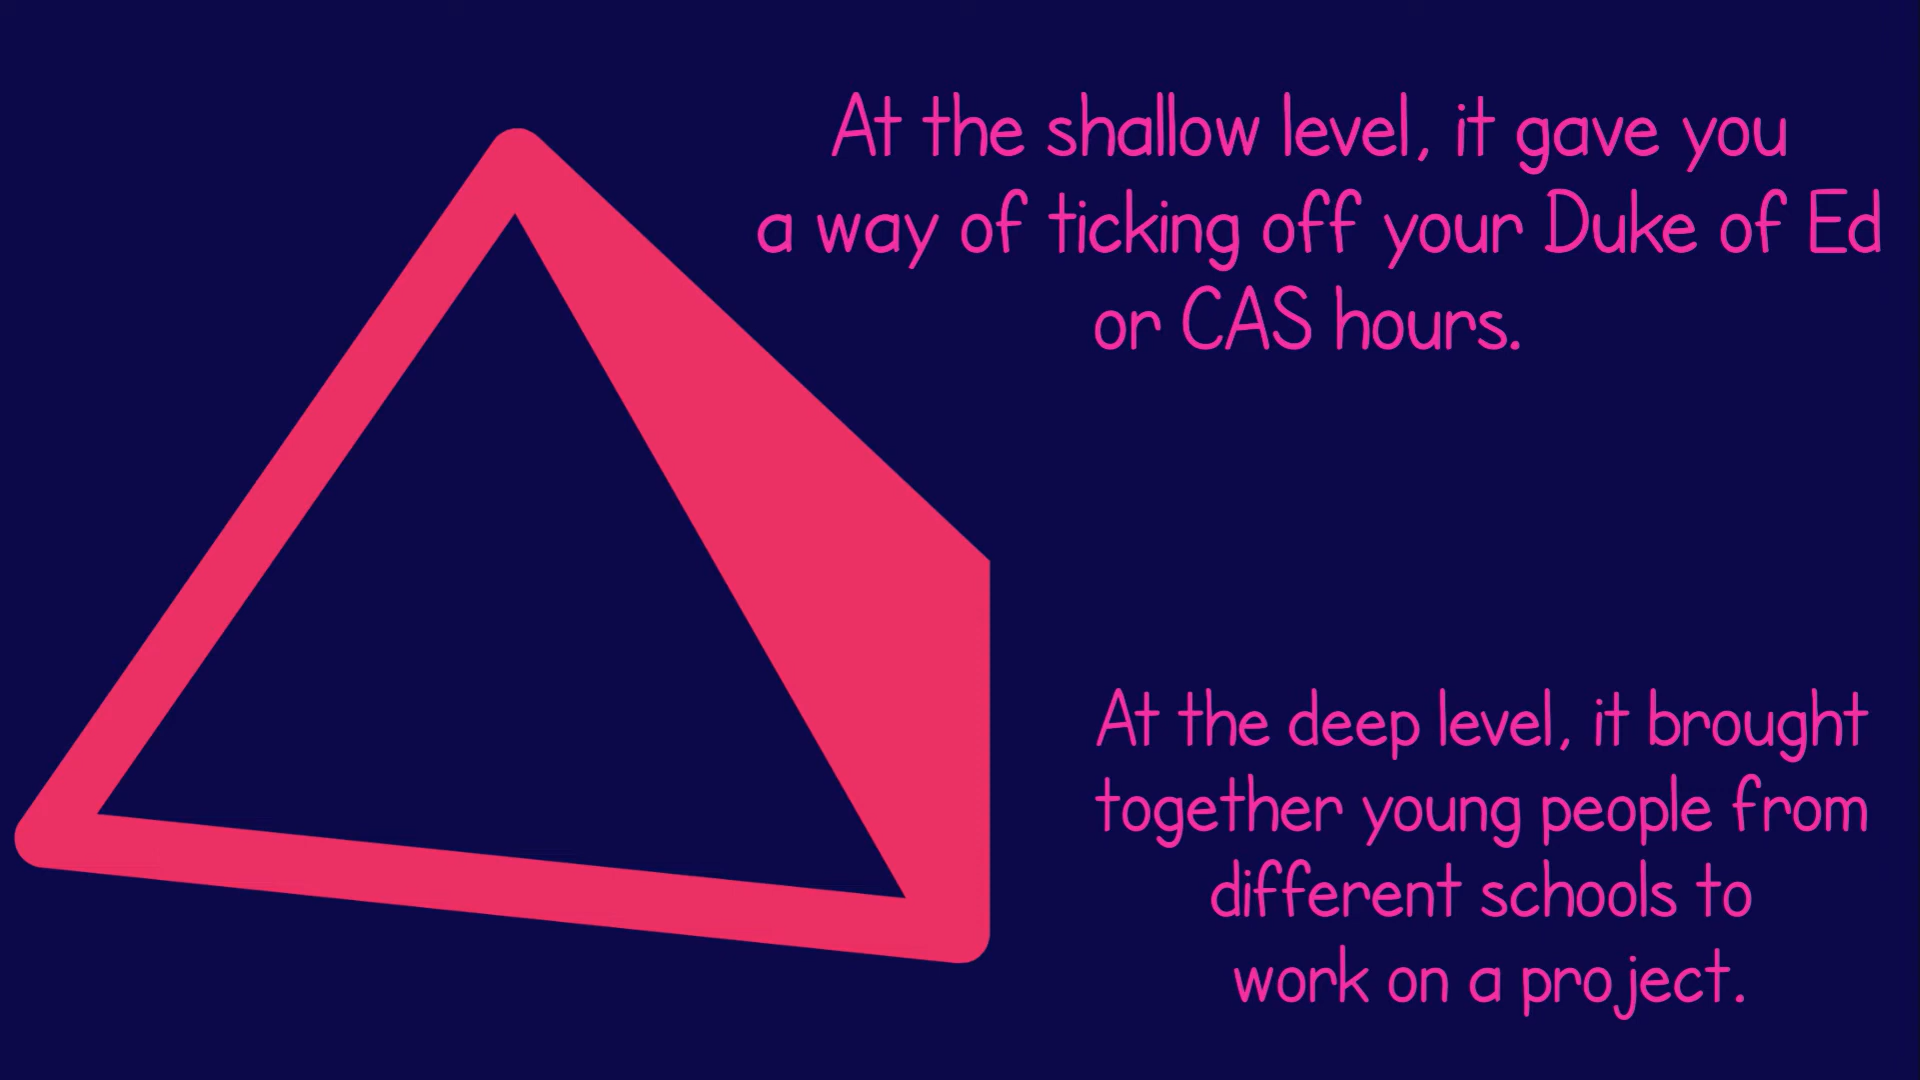 At the shallow level, it gave you
a way of ticking off your Duke of Ed
or CAS hours.
At the deep level, it brought
together young people from
different schools to
work on a project.